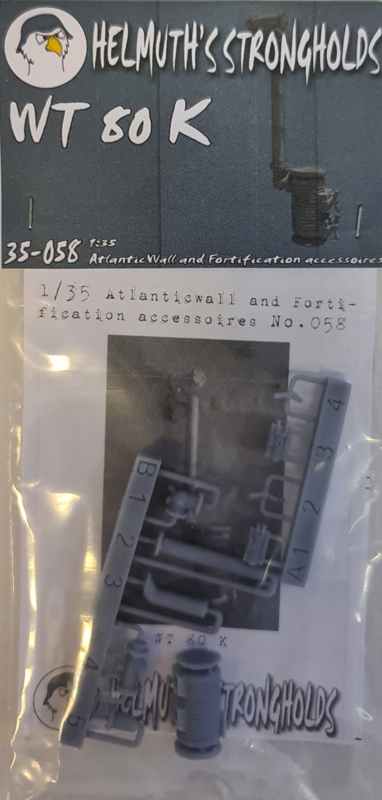 HELMUTH'S STRONGHOLDS
WT 80 K
35-058 1:35
AtlanticWall and Fortification accessoires
1/35 Atlanticwall and Forti-
fication accessoires No.058
B 1 2 3 4 5
A1 2 3 4
WT 80 K
HELMUTH'S STRONGHOLDS